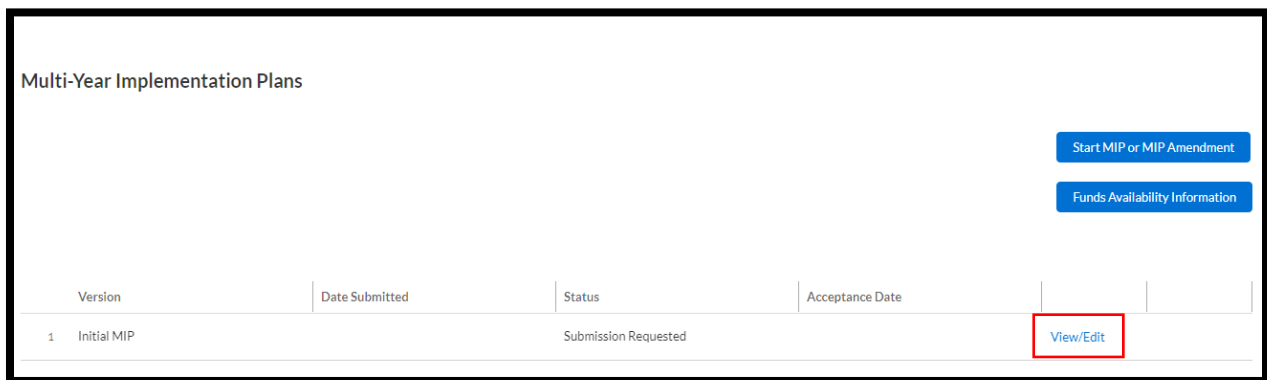 Multi-Year Implementation Plans
Start MIP or MIP Amendment
Funds Availability Information
Version Date Submitted Status Acceptance Date
1 Initial MIP Submission Requested View/Edit